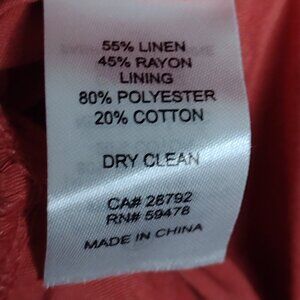 55% LINEN
45% RAYON
LINING
80% POLYESTER
20% COTTON
DRY CLEAN
CA# 28792
RN# 59478
MADE IN CHINA